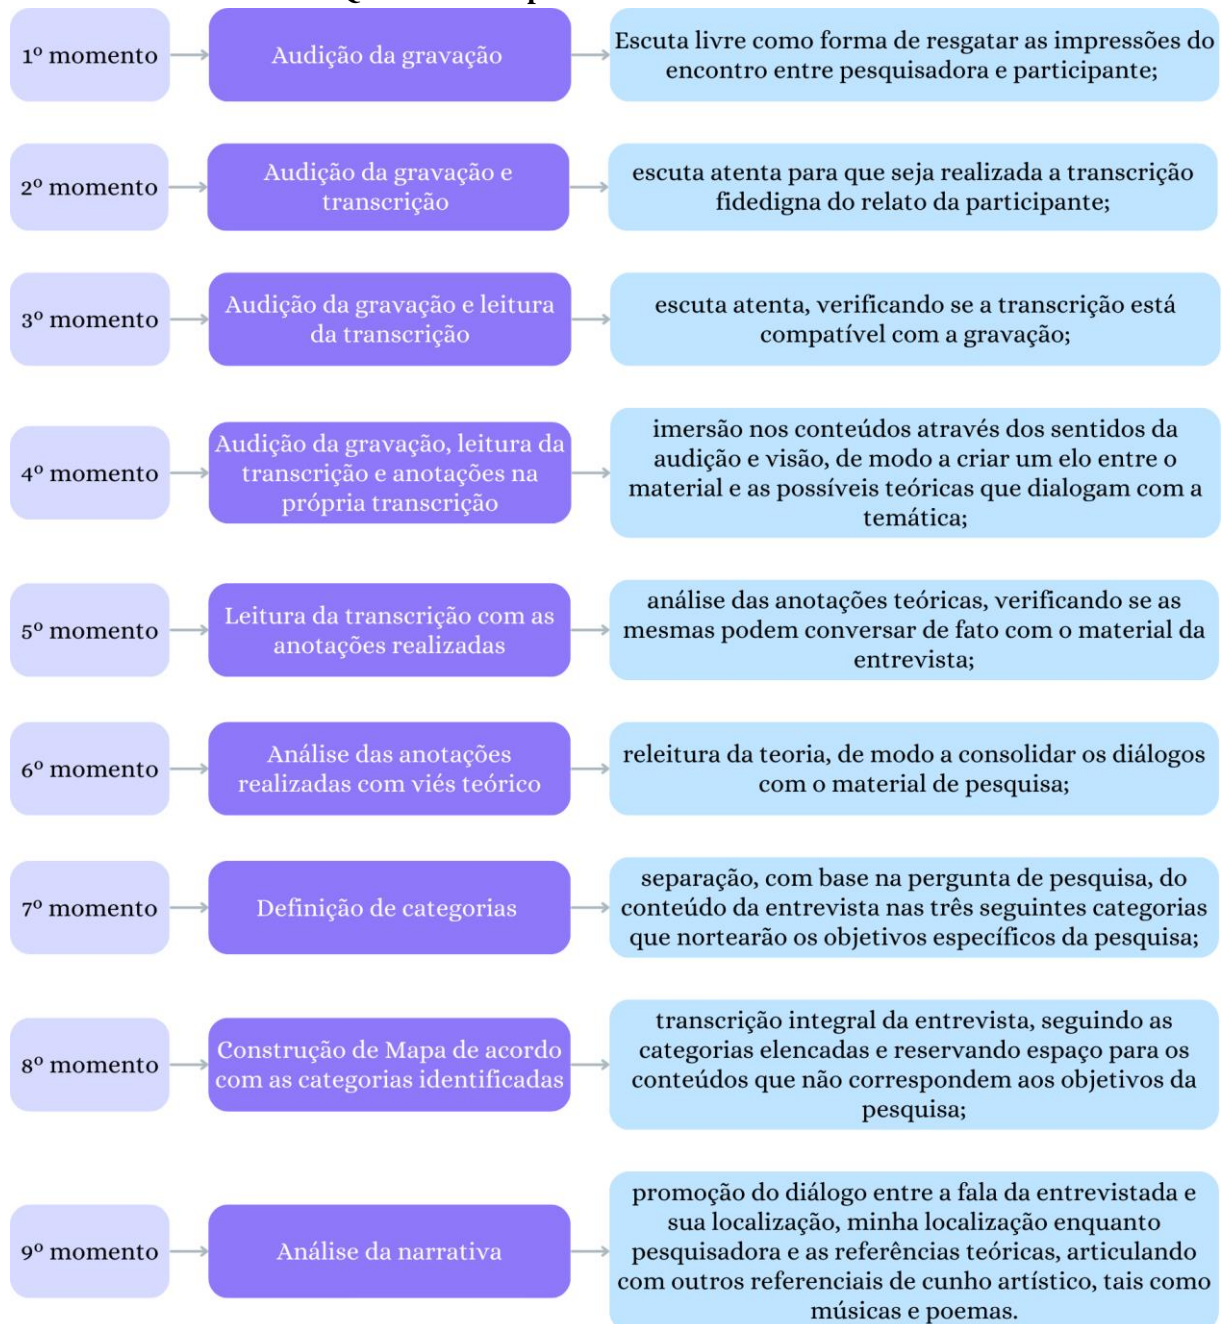 1º momento
Audição da gravação
Escuta livre como forma de resgatar as impressões do
encontro entre pesquisadora e participante;
2º momento
Audição da gravação e
transcrição
escuta atenta para que seja realizada a transcrição
fidedigna do relato da participante;
3º momento
Audição da gravação e leitura
da transcrição
escuta atenta, verificando se a transcrição está
compatível com a gravação;
4º momento
Audição da gravação, leitura da
transcrição e anotações na
própria transcrição
imersão nos conteúdos através dos sentidos da
audição e visão, de modo a criar um elo entre o
material e as possíveis teóricas que dialogam com a
temática;
5º momento
Leitura da transcrição com as
anotações realizadas
análise das anotações teóricas, verificando se as
mesmas podem conversar de fato com o material da
entrevista;
6º momento
Análise das anotações
realizadas com viés teórico
releitura da teoria, de modo a consolidar os diálogos
com o material de pesquisa;
7º momento
Definição de categorias
separação, com base na pergunta de pesquisa, do
conteúdo da entrevista nas três seguintes categorias
que nortearão os objetivos específicos da pesquisa;
8º momento
Construção de Mapa de acordo
com as categorias identificadas
transcrição integral da entrevista, seguindo as
categorias elencadas e reservando espaço para os
conteúdos que não correspondem aos objetivos da
pesquisa;
9º momento
Análise da narrativa
promoção do diálogo entre a fala da entrevistada e
sua localização, minha localização enquanto
pesquisadora e as referências teóricas, articulando
com outros referenciais de cunho artístico, tais como
músicas e poemas.